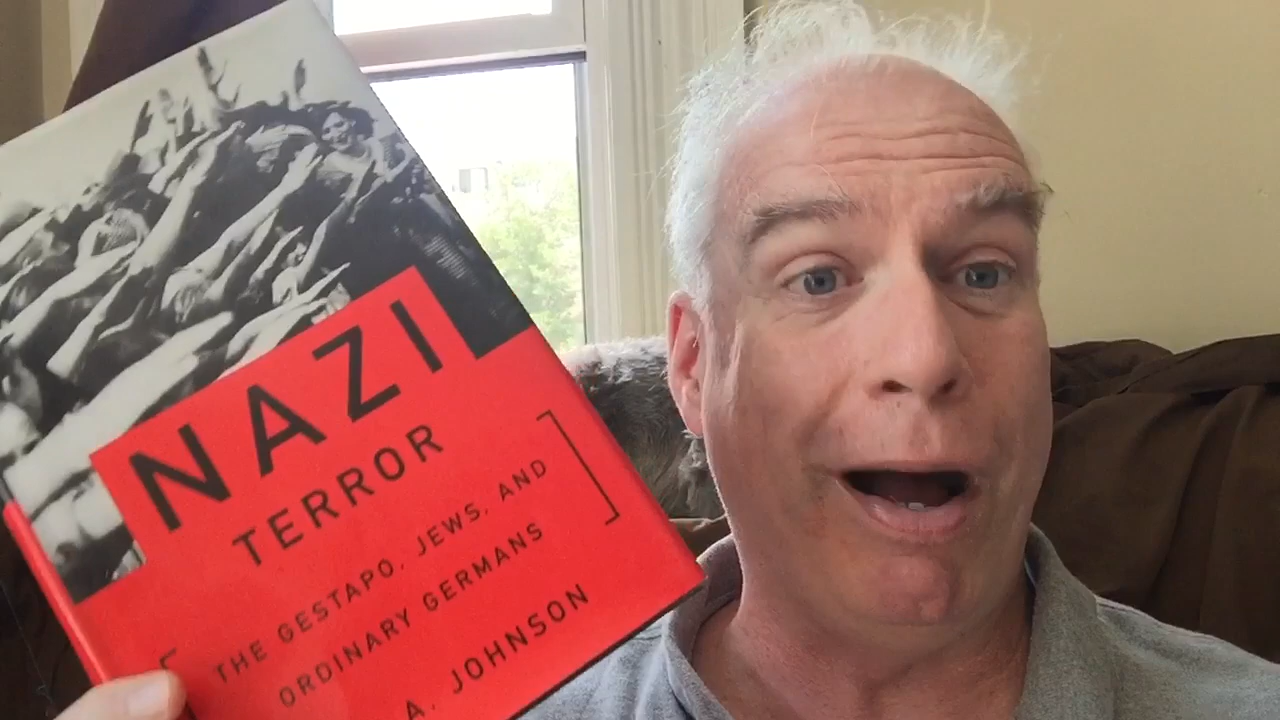 NAZI
TERROR
[THE GESTAPO, JEWS, AND
ORDINARY GERMANS]
A. JOHNSON